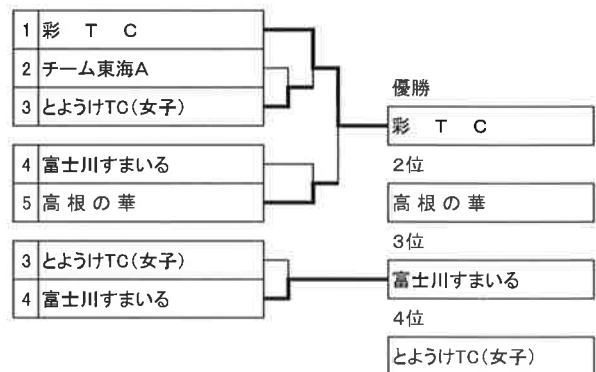 1 彩 T C
2 チーム東海A
3 とようけTC(女子)
4 富士川すまいる
5 高根の華
3 とようけTC(女子)
4 富士川すまいる
優勝
彩 T C
2位
高根の華
3位
富士川すまいる
4位
とようけTC(女子)